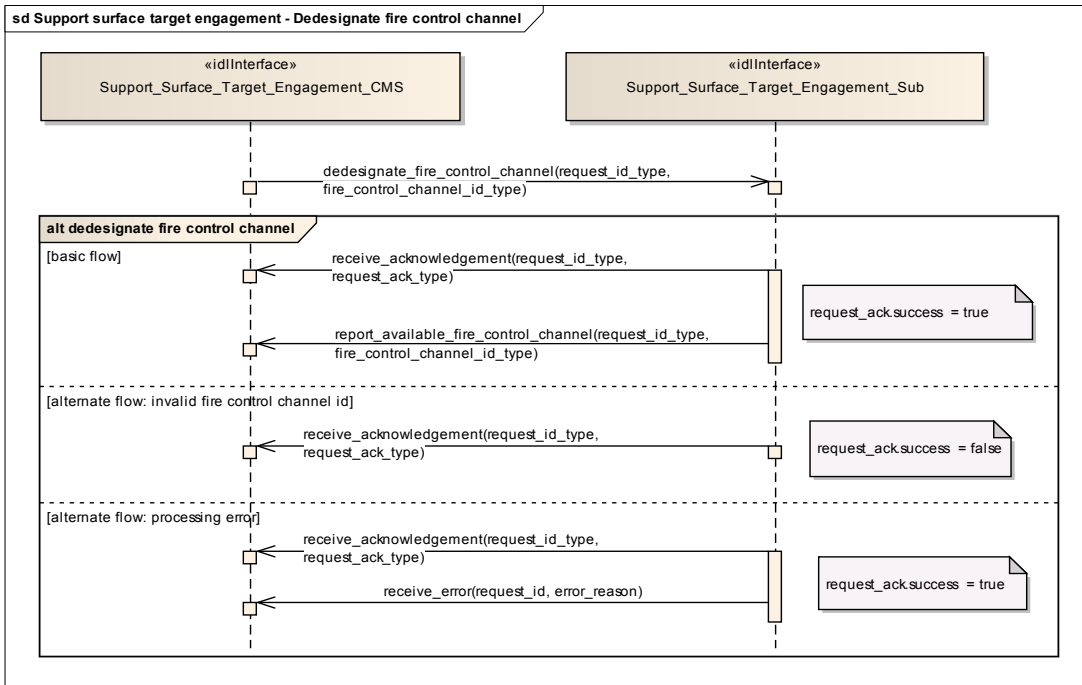 sd Support surface target engagement - Dedesignate fire control channel
«idlInterface»
Support_Surface_Target_Engagement_CMS
«idlInterface»
Support_Surface_Target_Engagement_Sub
dedesignate_fire_control_channel(request_id_type,
fire_control_channel_id_type)
alt dedesignate fire control channel
[basic flow]
receive_acknowledgement(request_id_type,
request_ack_type)
request_ack.success = true
report_available_fire_control_channel(request_id_type,
fire_control_channel_id_type)
[alternate flow: invalid fire control channel id]
receive_acknowledgement(request_id_type,
request_ack_type)
request_ack.success = false
[alternate flow: processing error]
receive_acknowledgement(request_id_type,
request_ack_type)
request_ack.success = true
receive_error(request_id, error_reason)